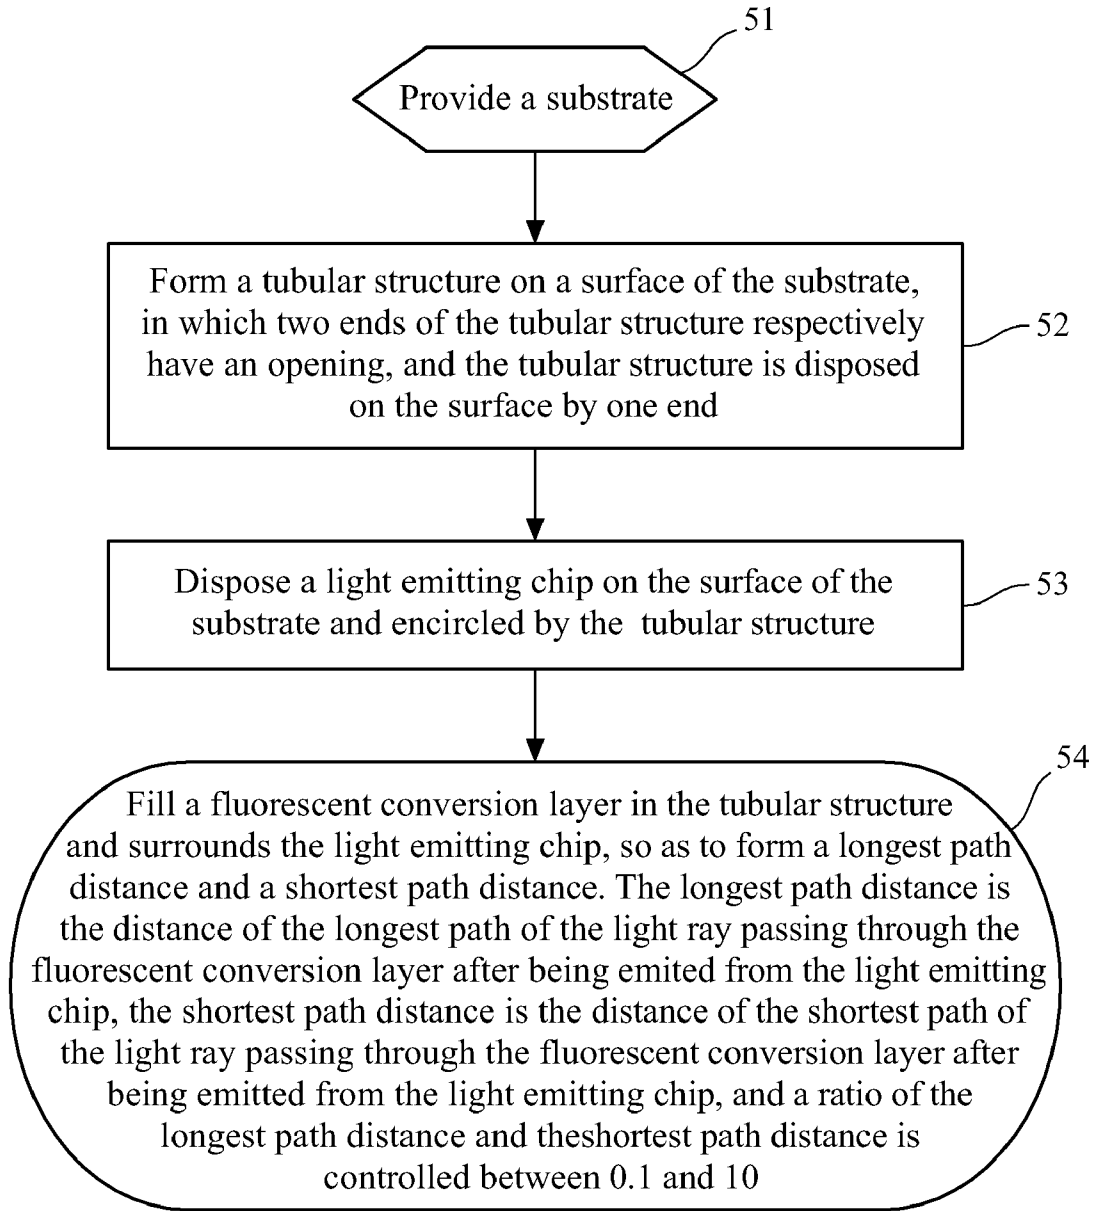 51
Provide a substrate
Form a tubular structure on a surface of the substrate,
in which two ends of the tubular structure respectively
have an opening, and the tubular structure is disposed
on the surface by one end
52
Dispose a light emitting chip on the surface of the
substrate and encircled by the tubular structure
53
54
Fill a fluorescent conversion layer in the tubular structure
and surrounds the light emitting chip, so as to form a longest path
distance and a shortest path distance. The longest path distance is
the distance of the longest path of the light ray passing through the
fluorescent conversion layer after being emited from the light emitting
chip, the shortest path distance is the distance of the shortest path of
the light ray passing through the fluorescent conversion layer after
being emitted from the light emitting chip, and a ratio of the
longest path distance and theshortest path distance is
controlled between 0.1 and 10